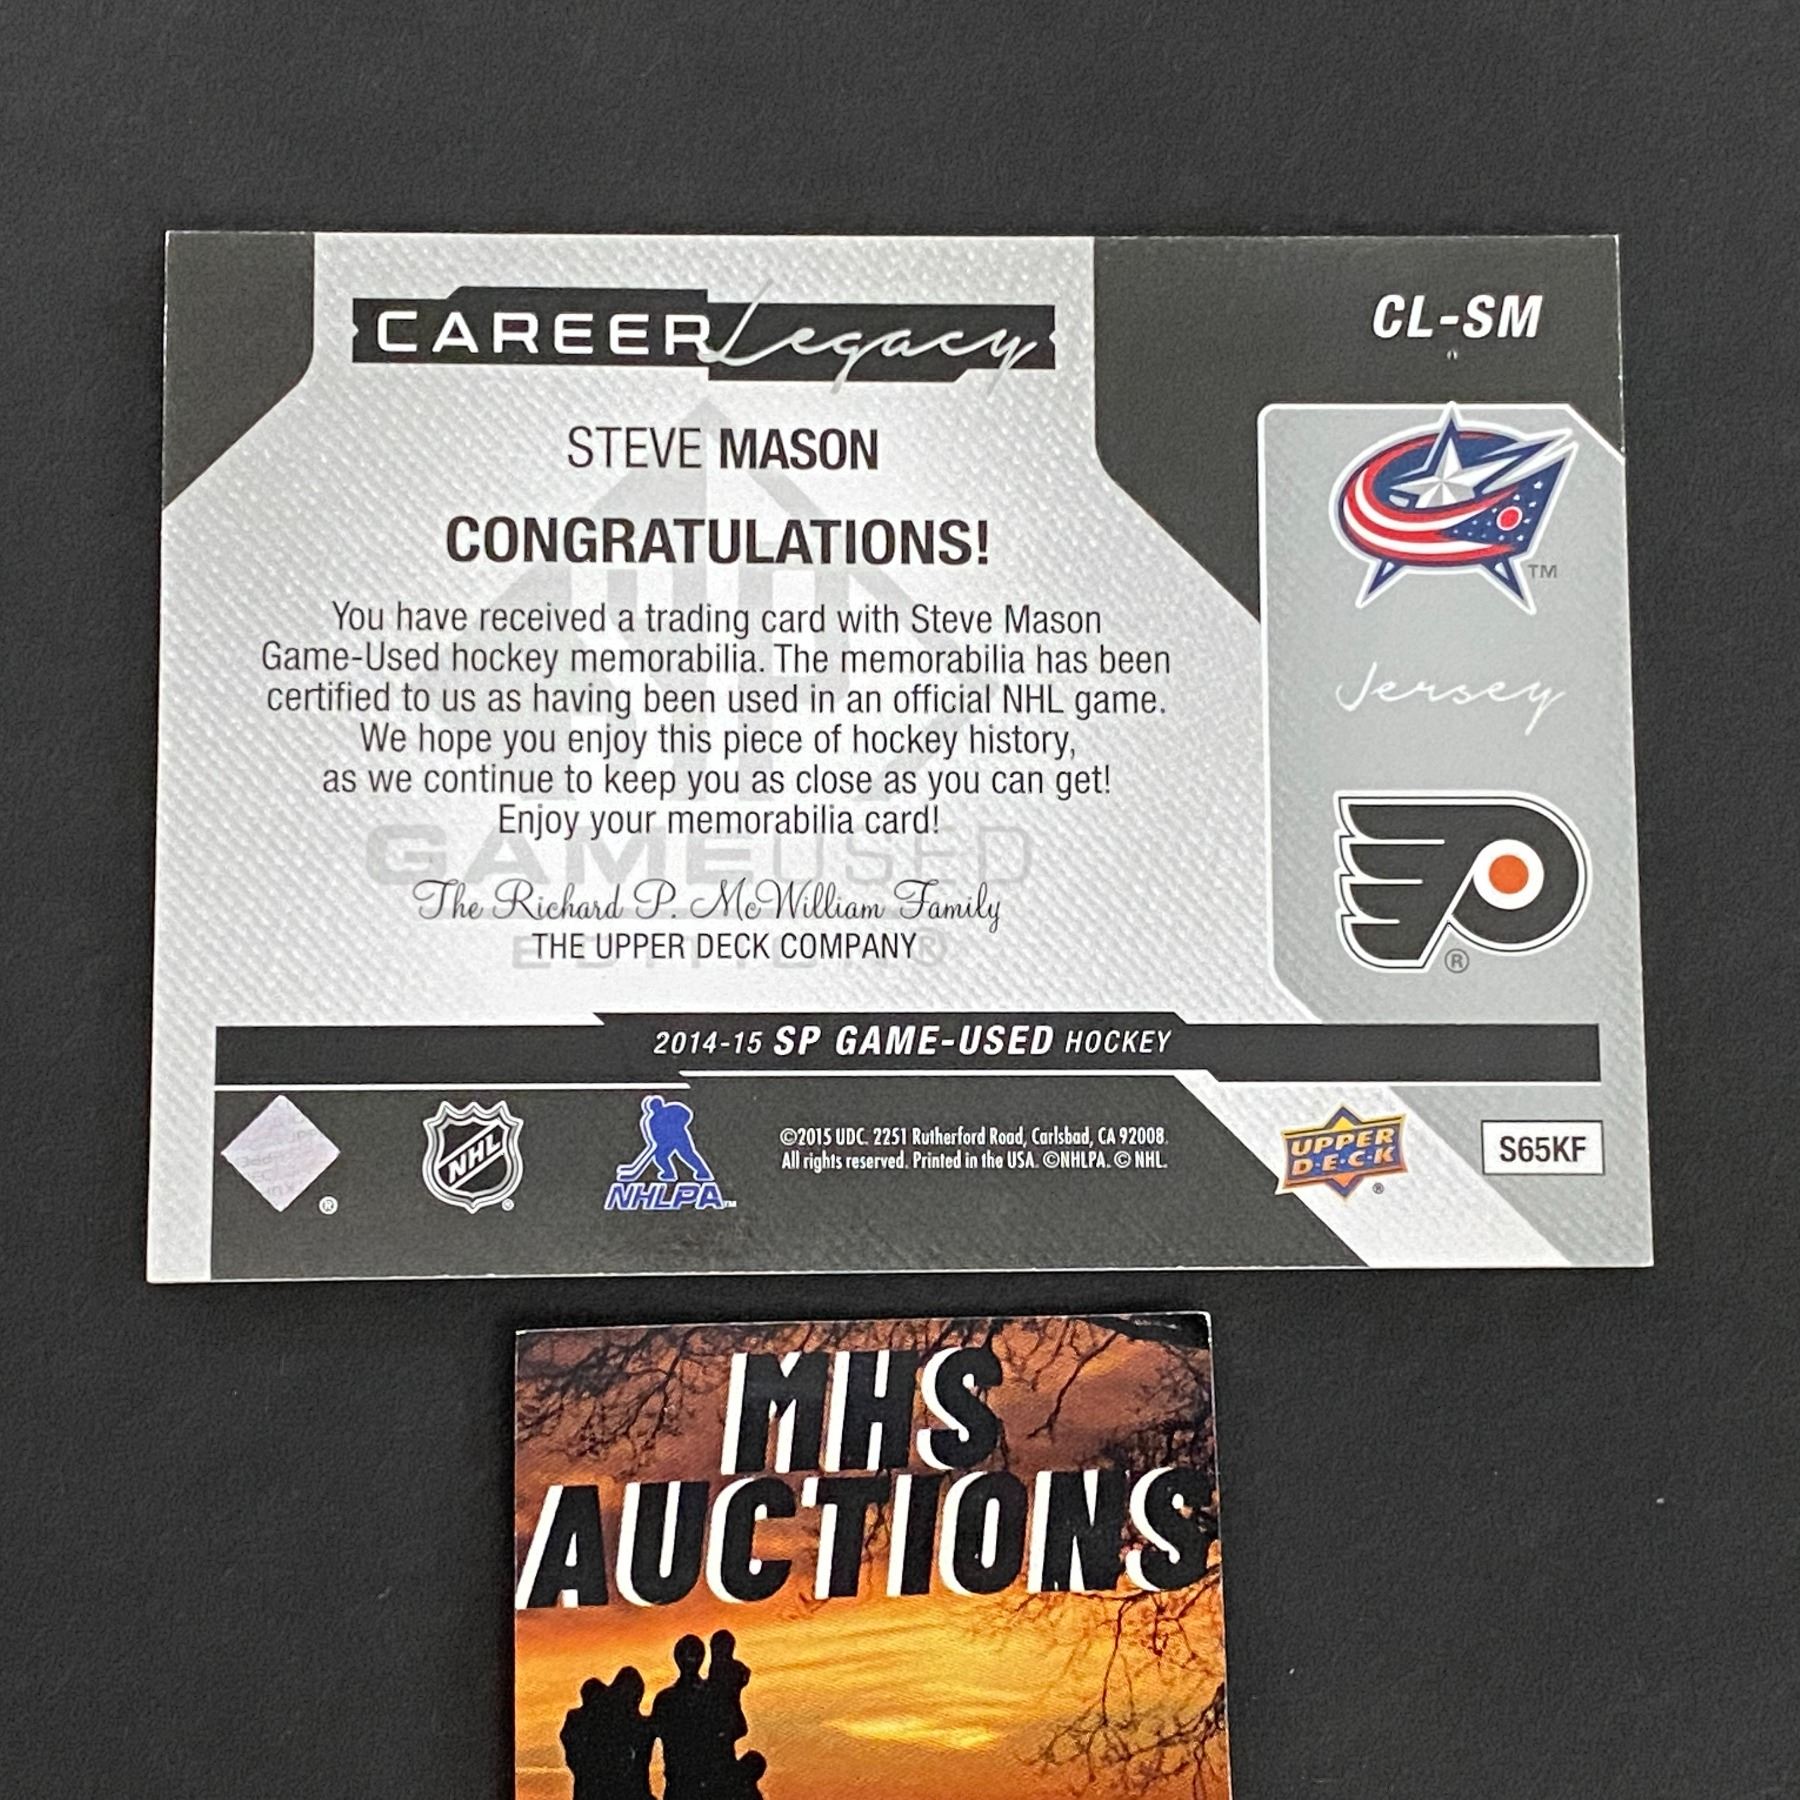 CAREER Legacy
CL-SM
STEVE MASON
CONGRATULATIONS!
You have received a trading card with Steve Mason
Game-Used hockey memorabilia. The memorabilia has been
certified to us as having been used in an official NHL game.
We hope you enjoy this piece of hockey history,
as we continue to keep you as close as you can get!
Enjoy your memorabilia card!
GAMEUSED
The Richard P. McWilliam Family
THE UPPER DECK COMPANY
EDITION®
TM
Jersey
®
2014-15 SP GAME-USED HOCKEY
®
NHL
®
NHLPA™
©2015 UDC. 2251 Rutherford Road, Carlsbad, CA 92008.
All rights reserved. Printed in the USA. ©NHLPA. © NHL.
UPPER
D·E·C·K
®
S65KF
MHS
AUCTIONS